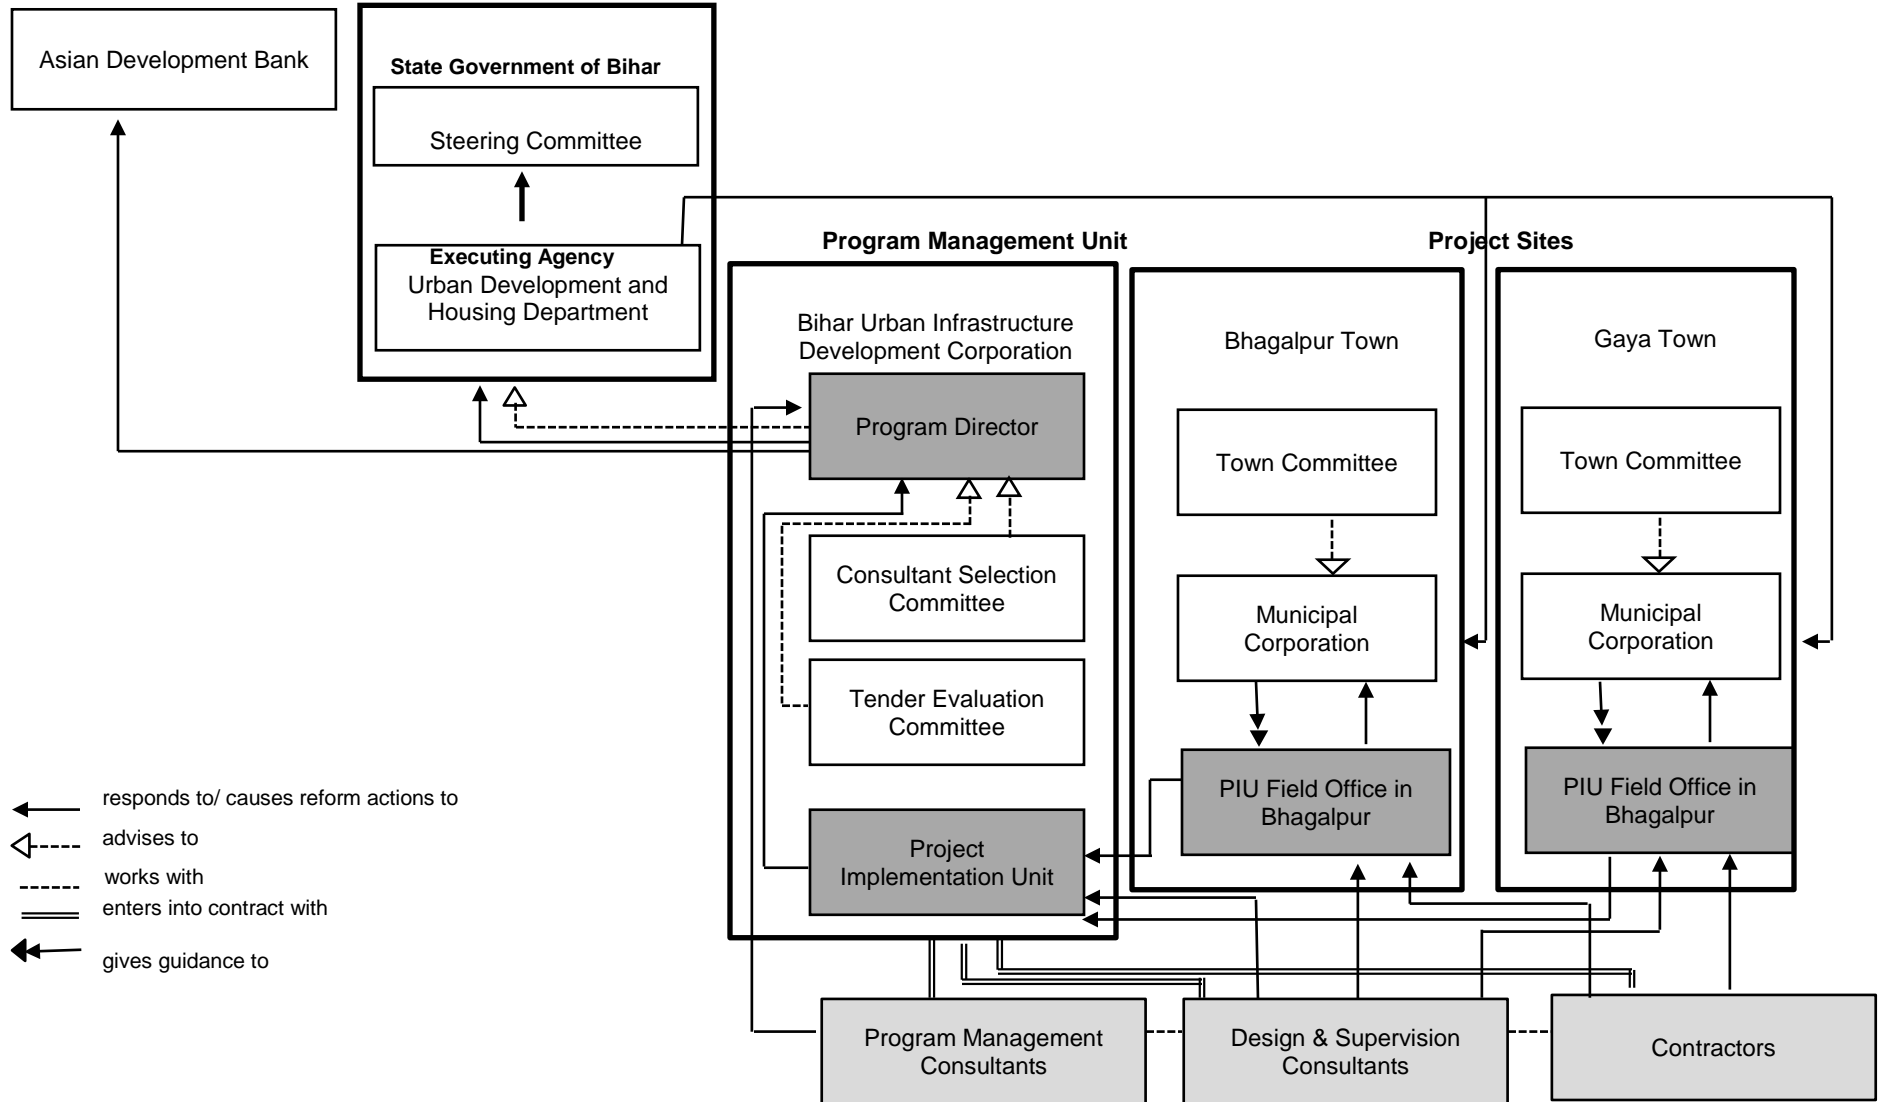 Asian Development Bank
State Government of Bihar
Steering Committee
Executing Agency
Urban Development and
Housing Department
Program Management Unit
Project Sites
Bihar Urban Infrastructure
Development Corporation
Program Director
Consultant Selection
Committee
Tender Evaluation
Committee
Project
Implementation Unit
Bhagalpur Town
Town Committee
Municipal
Corporation
PIU Field Office in
Bhagalpur
Gaya Town
Town Committee
Municipal
Corporation
PIU Field Office in
Bhagalpur
responds to/ causes reform actions to
advises to
works with
enters into contract with
gives guidance to
Program Management
Consultants
Design & Supervision
Consultants
Contractors